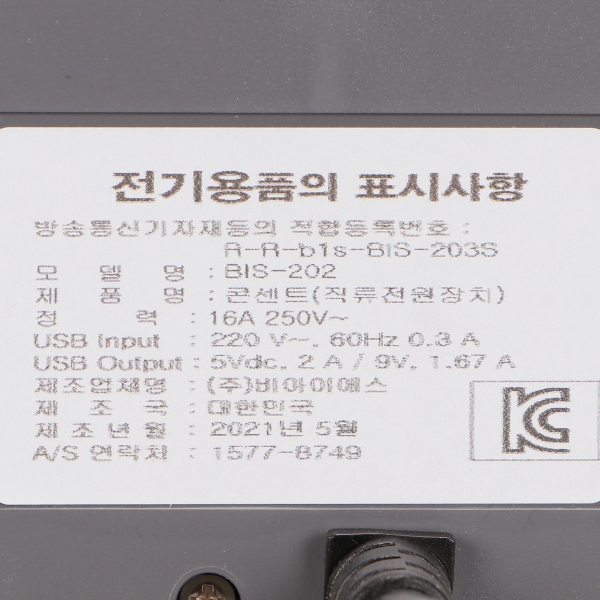 전기용품의 표시사항
방송통신기자재등의 적합등록번호 :
R-R-b1s-BIS-203S
모 델 명 : BIS-202
제 품 명 : 콘센트(직류전원장치)
정 력 : 16A 250V~
USB Input : 220 V~, 60Hz 0.3 A
USB Output : 5Vdc, 2 A / 9V, 1.67 A
제조업체명 : (주)비아이에스
제 조 국 : 대한민국
제조년월 : 2021년 5월
A/S 연락처 : 1577-8749
KC